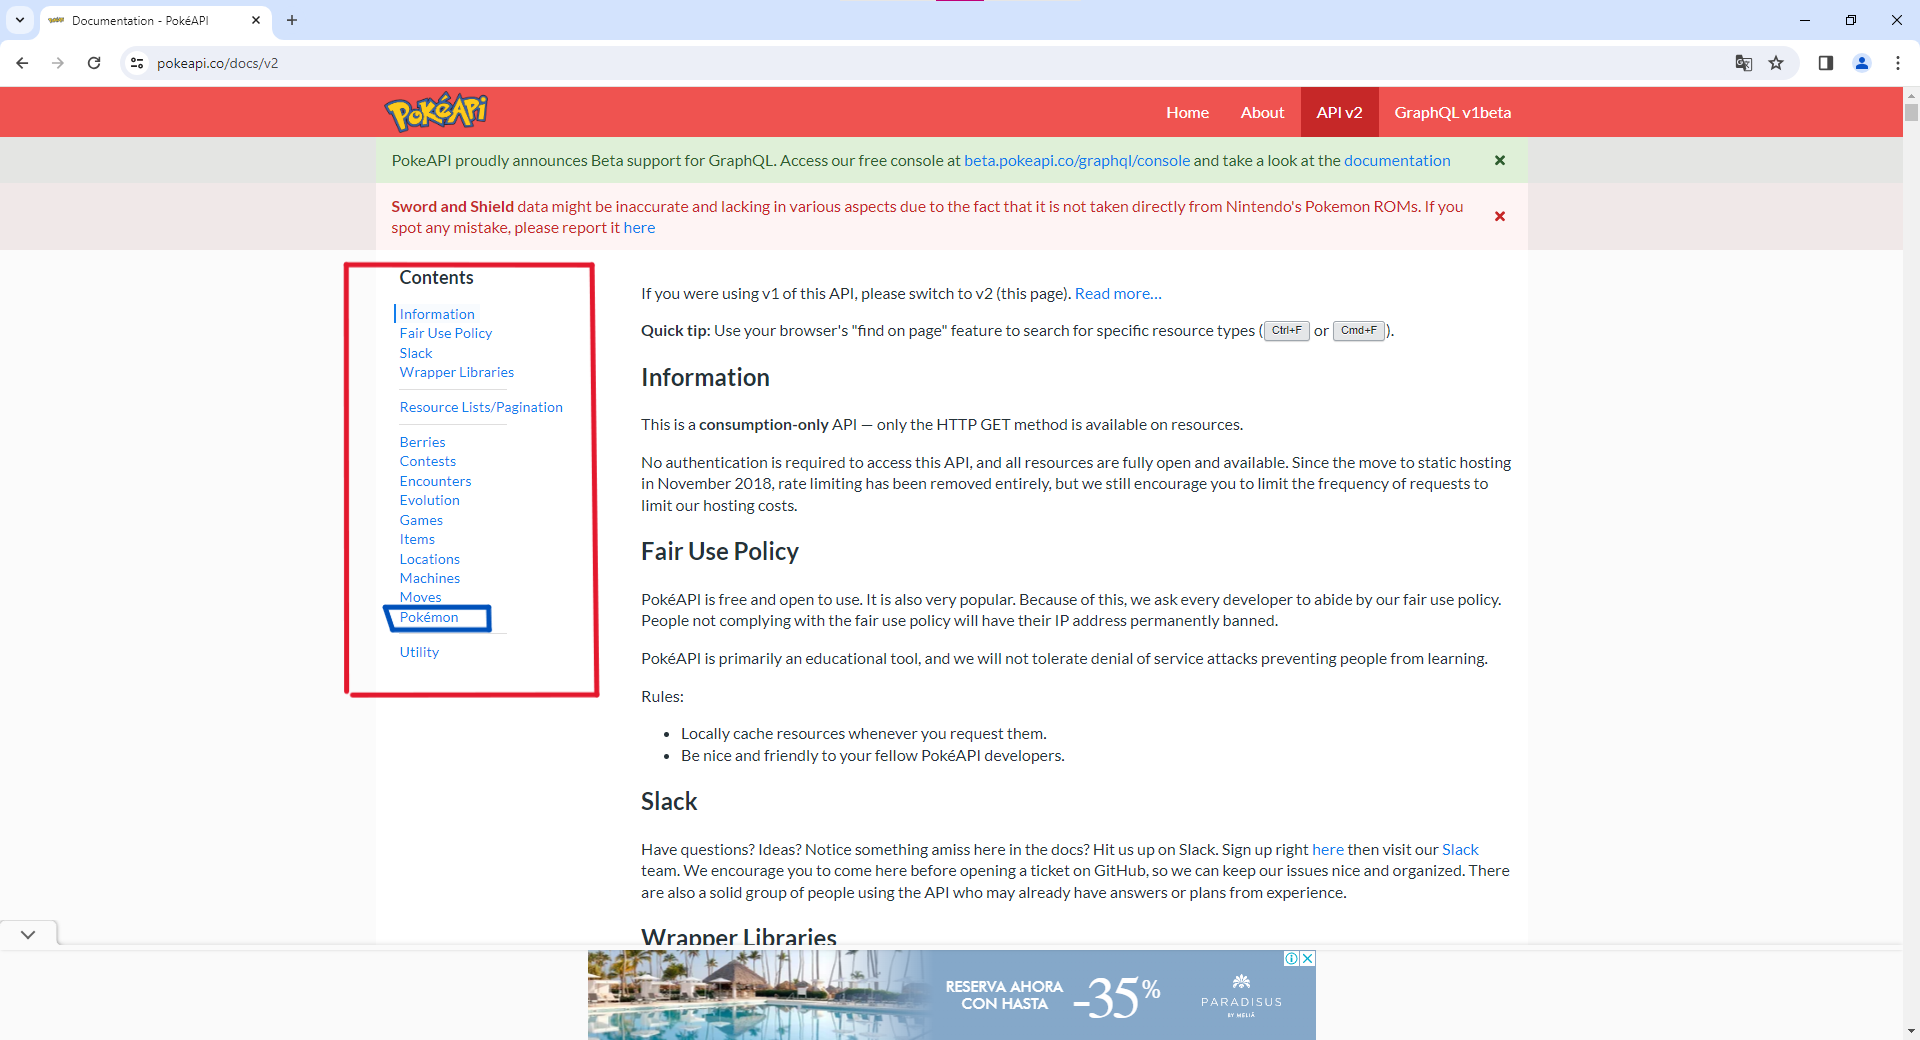 Documentation - PokéAPI
pokeapi.co/docs/v2
PokéAPi
Home
About
API v2
GraphQL v1beta
PokeAPI proudly announces Beta support for GraphQL. Access our free console at beta.pokeapi.co/graphql/console and take a look at the documentation
Sword and Shield data might be inaccurate and lacking in various aspects due to the fact that it is not taken directly from Nintendo's Pokemon ROMs. If you
spot any mistake, please report it here
Contents
Information
Fair Use Policy
Slack
Wrapper Libraries
Resource Lists/Pagination
Berries
Contests
Encounters
Evolution
Games
Items
Locations
Machines
Moves
Pokémon
Utility
If you were using v1 of this API, please switch to v2 (this page). Read more...
Quick tip: Use your browser's "find on page" feature to search for specific resource types (Ctrl+F or Cmd+F).
Information
This is a consumption-only API — only the HTTP GET method is available on resources.
No authentication is required to access this API, and all resources are fully open and available. Since the move to static hosting
in November 2018, rate limiting has been removed entirely, but we still encourage you to limit the frequency of requests to
limit our hosting costs.
Fair Use Policy
PokéAPI is free and open to use. It is also very popular. Because of this, we ask every developer to abide by our fair use policy.
People not complying with the fair use policy will have their IP address permanently banned.
PokéAPI is primarily an educational tool, and we will not tolerate denial of service attacks preventing people from learning.
Rules:
Locally cache resources whenever you request them.
Be nice and friendly to your fellow PokéAPI developers.
Slack
Have questions? Ideas? Notice something amiss here in the docs? Hit us up on Slack. Sign up right here then visit our Slack
team. We encourage you to come here before opening a ticket on GitHub, so we can keep our issues nice and organized. There
are also a solid group of people using the API who may already have answers or plans from experience.
Wrapper Libraries
RESERVA AHORA
CON HASTA
-35%
PARADISUS
BY MELIÁ